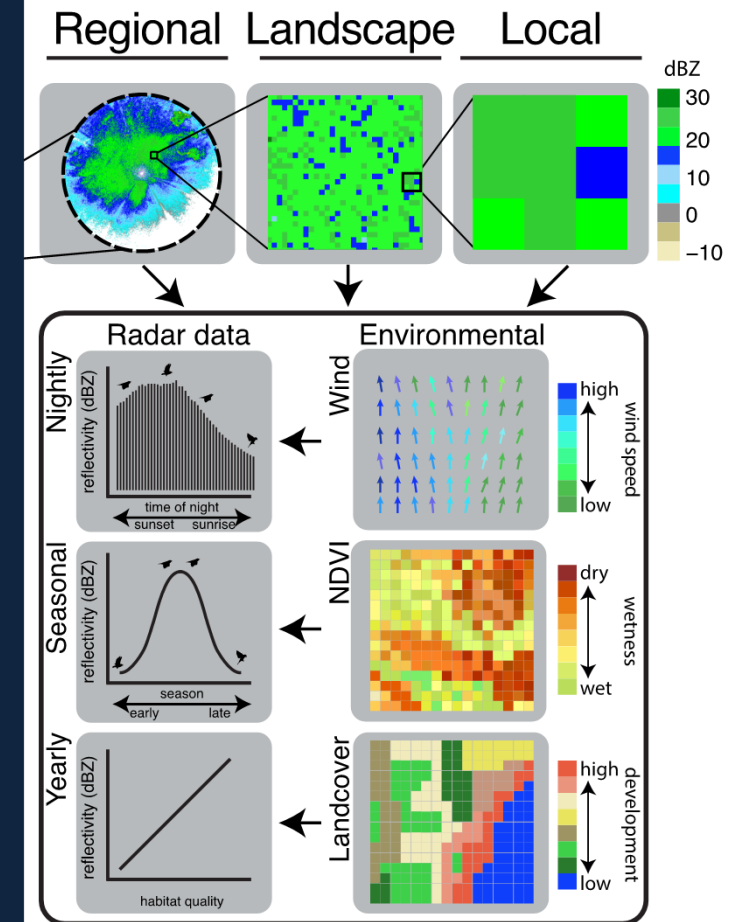 Regional Landscape Local
dBZ
30
20
10
0
−10
Radar data
Environmental
Nightly
reflectivity (dBZ)
time of night
sunset sunrise
Wind
high
wind speed
low
Seasonal
reflectivity (dBZ)
season
early late
NDVI
dry
wetness
wet
Yearly
reflectivity (dBZ)
habitat quality
Landcover
high
development
low